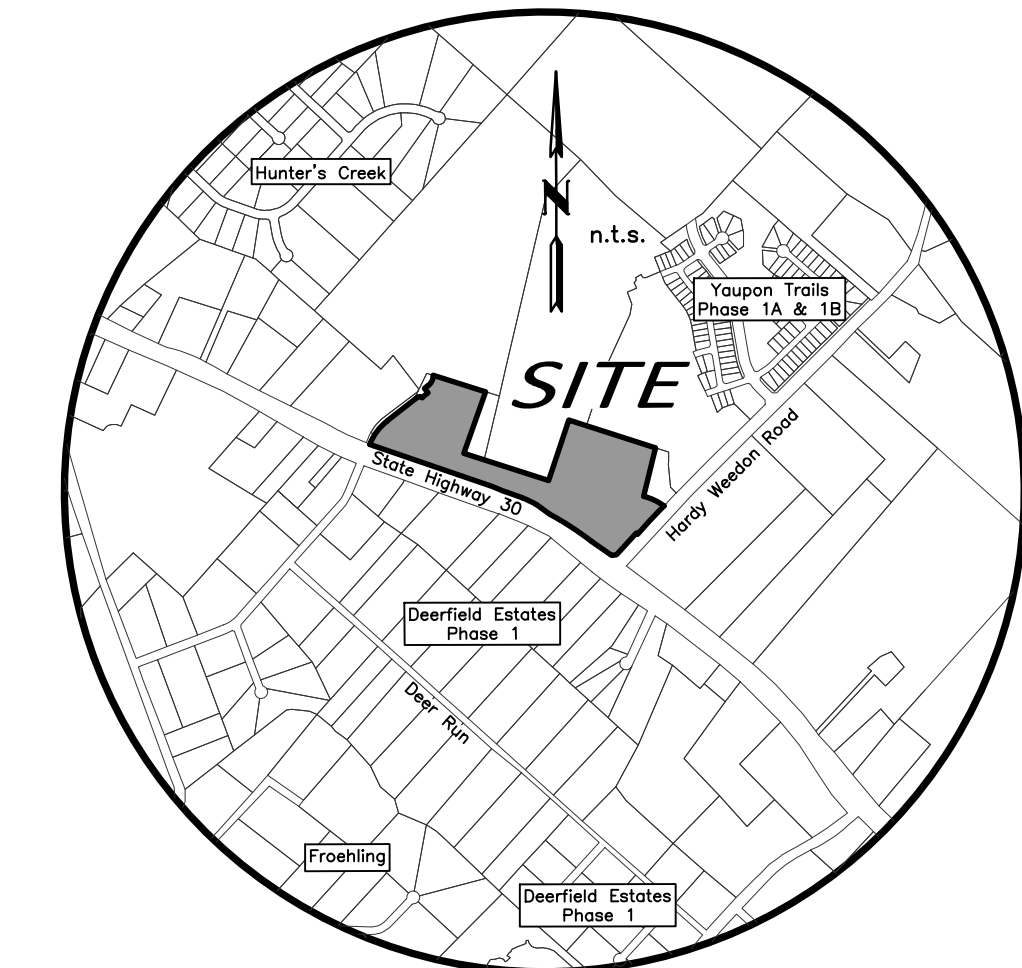 Hunter's Creek
N
n.t.s.
Yaupon Trails
Phase 1A & 1B
SITE
State Highway 30
Hardy Weedon Road
Deerfield Estates
Phase 1
Deer Run
Froehling
Deerfield Estates
Phase 1